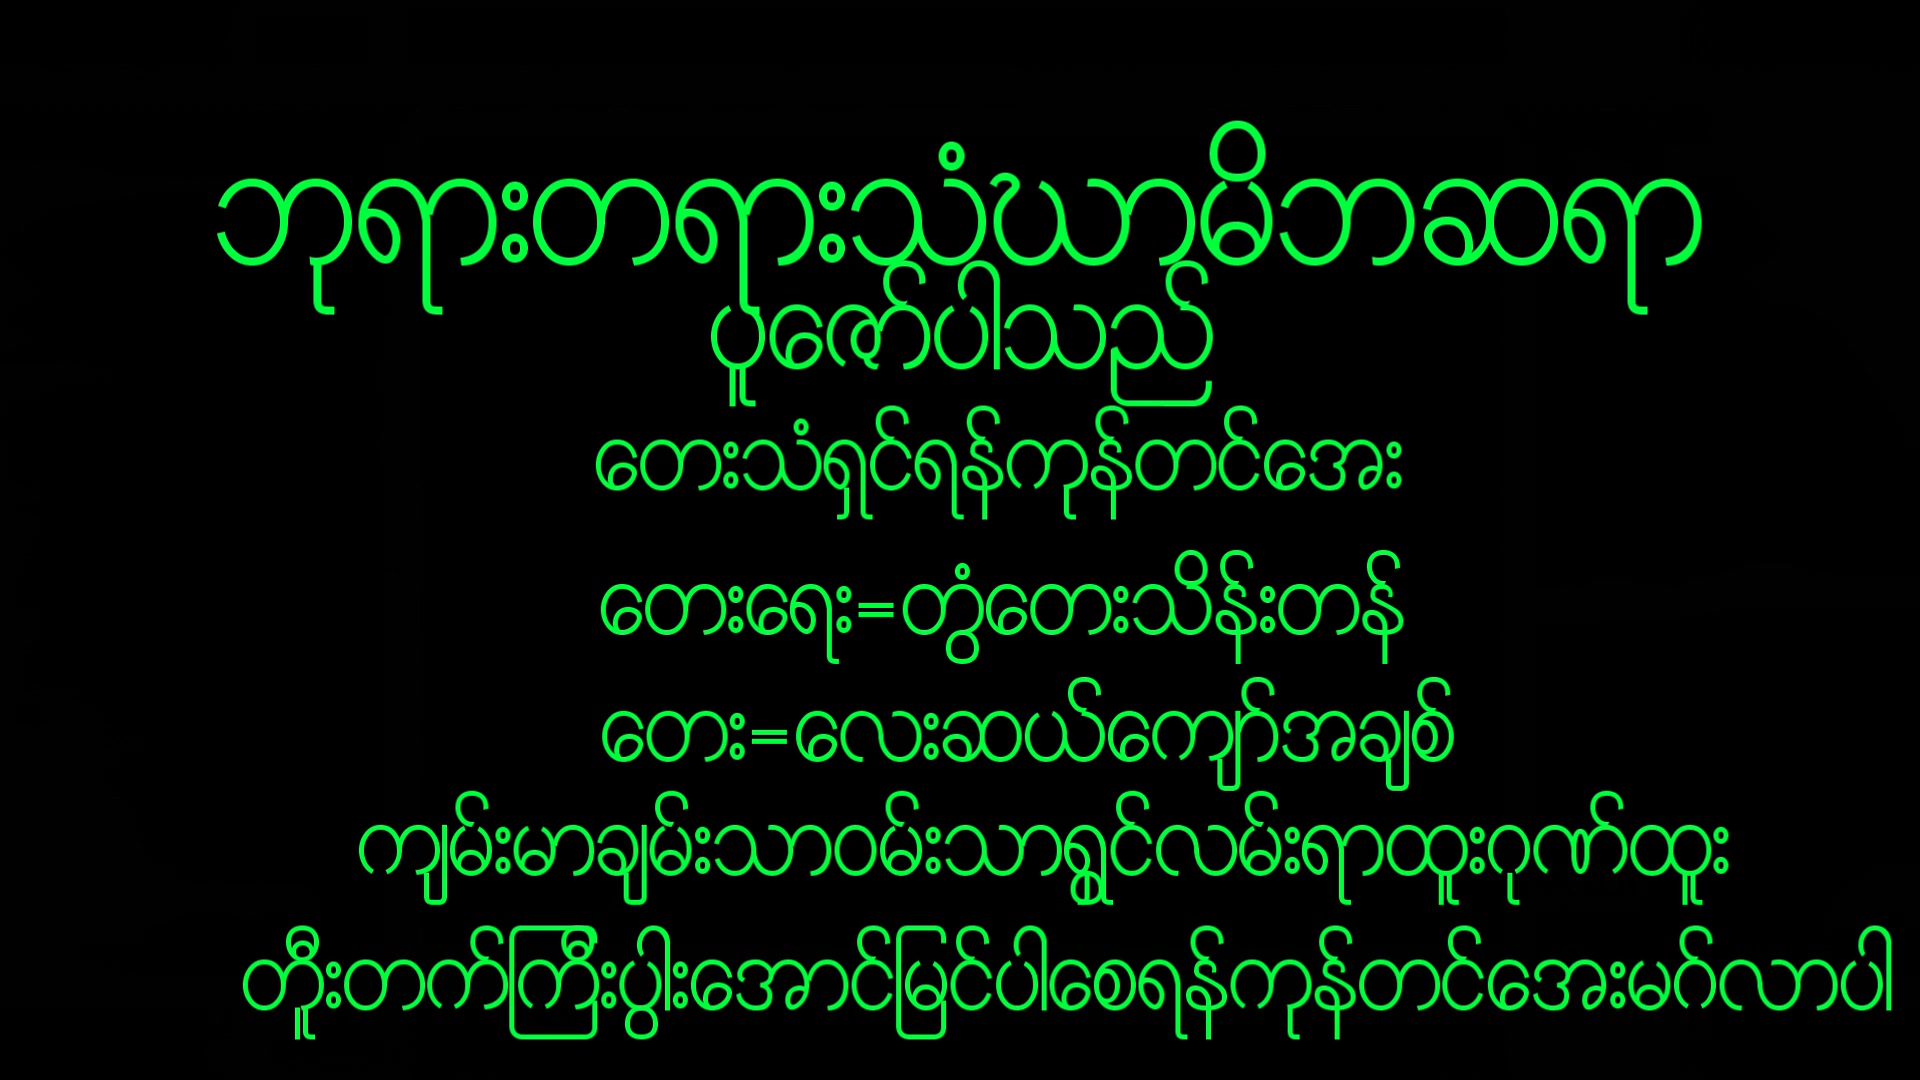 ဘုရားတရားသံဃာမိဘဆရာ
ပူဇော်ပါသည်
တေးသံရှင်ရန်ကုန်တင်အေး
တေးရေး=တွံတေးသိန်းတန်
တေး=လေးဆယ်ကျော်အချစ်
ကျမ်းမာချမ်းသာဝမ်းသာရွှင်လမ်းရာထူးဂုဏ်ထူး
တိူးတက်ကြီးပွါးအောင်မြင်ပါစေရန်ကုန်တင်အေးမင်္ဂလာပါ